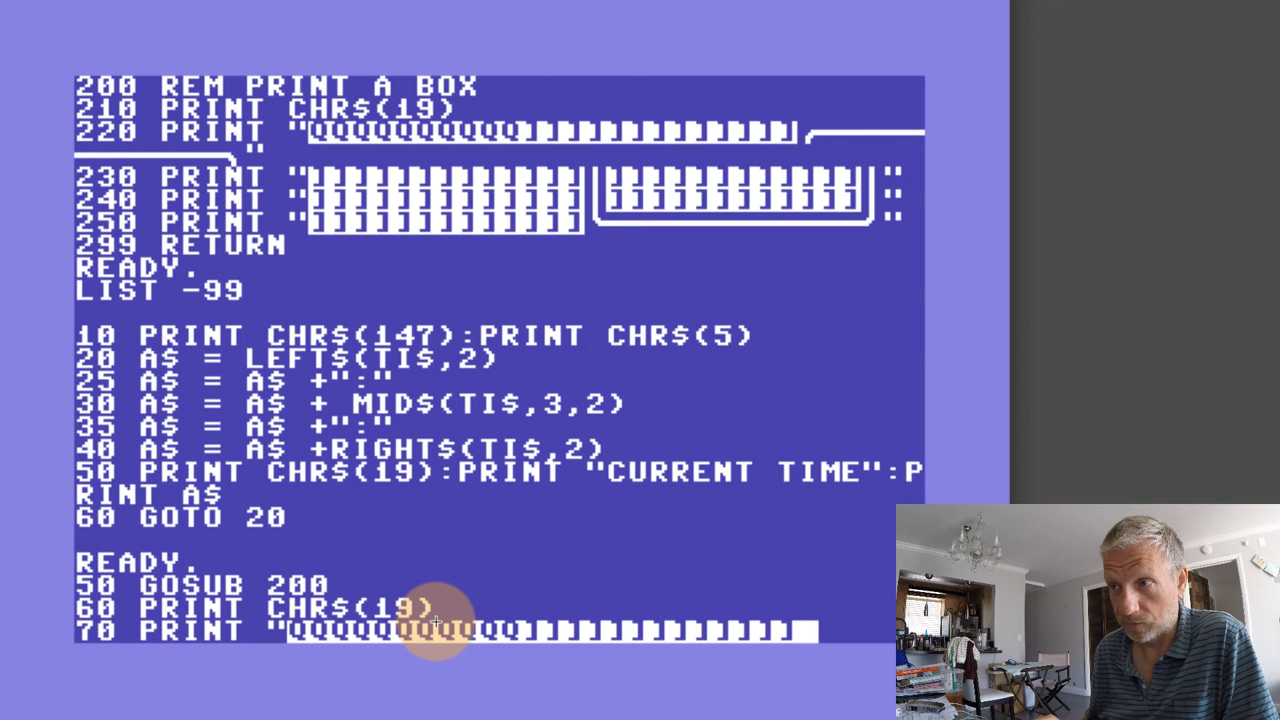 200 REM PRINT A BOX
210 PRINT CHR$(19)
220 PRINT "QQQQQQQQQQ]]]]]]]]]]]]]
"
230 PRINT "]]]]]]]]]]]]]]]]]]]]]]]]]"
240 PRINT "]]]]]]]]]]]]]]]]]]]]]]]]]"
250 PRINT "]]]]]]]]]]]]]"
299 RETURN
READY.
LIST -99
10 PRINT CHR$(147):PRINT CHR$(5)
20 A$ = LEFT$(TI$,2)
25 A$ = A$ +":"
30 A$ = A$ + MID$(TI$,3,2)
35 A$ = A$ +":"
40 A$ = A$ +RIGHT$(TI$,2)
50 PRINT CHR$(19):PRINT "CURRENT TIME":P
RINT A$
60 GOTO 20
READY.
50 GOSUB 200
60 PRINT CHR$(19)
70 PRINT "QQQQQQQQQQQ]]]]]]]]]]]]]